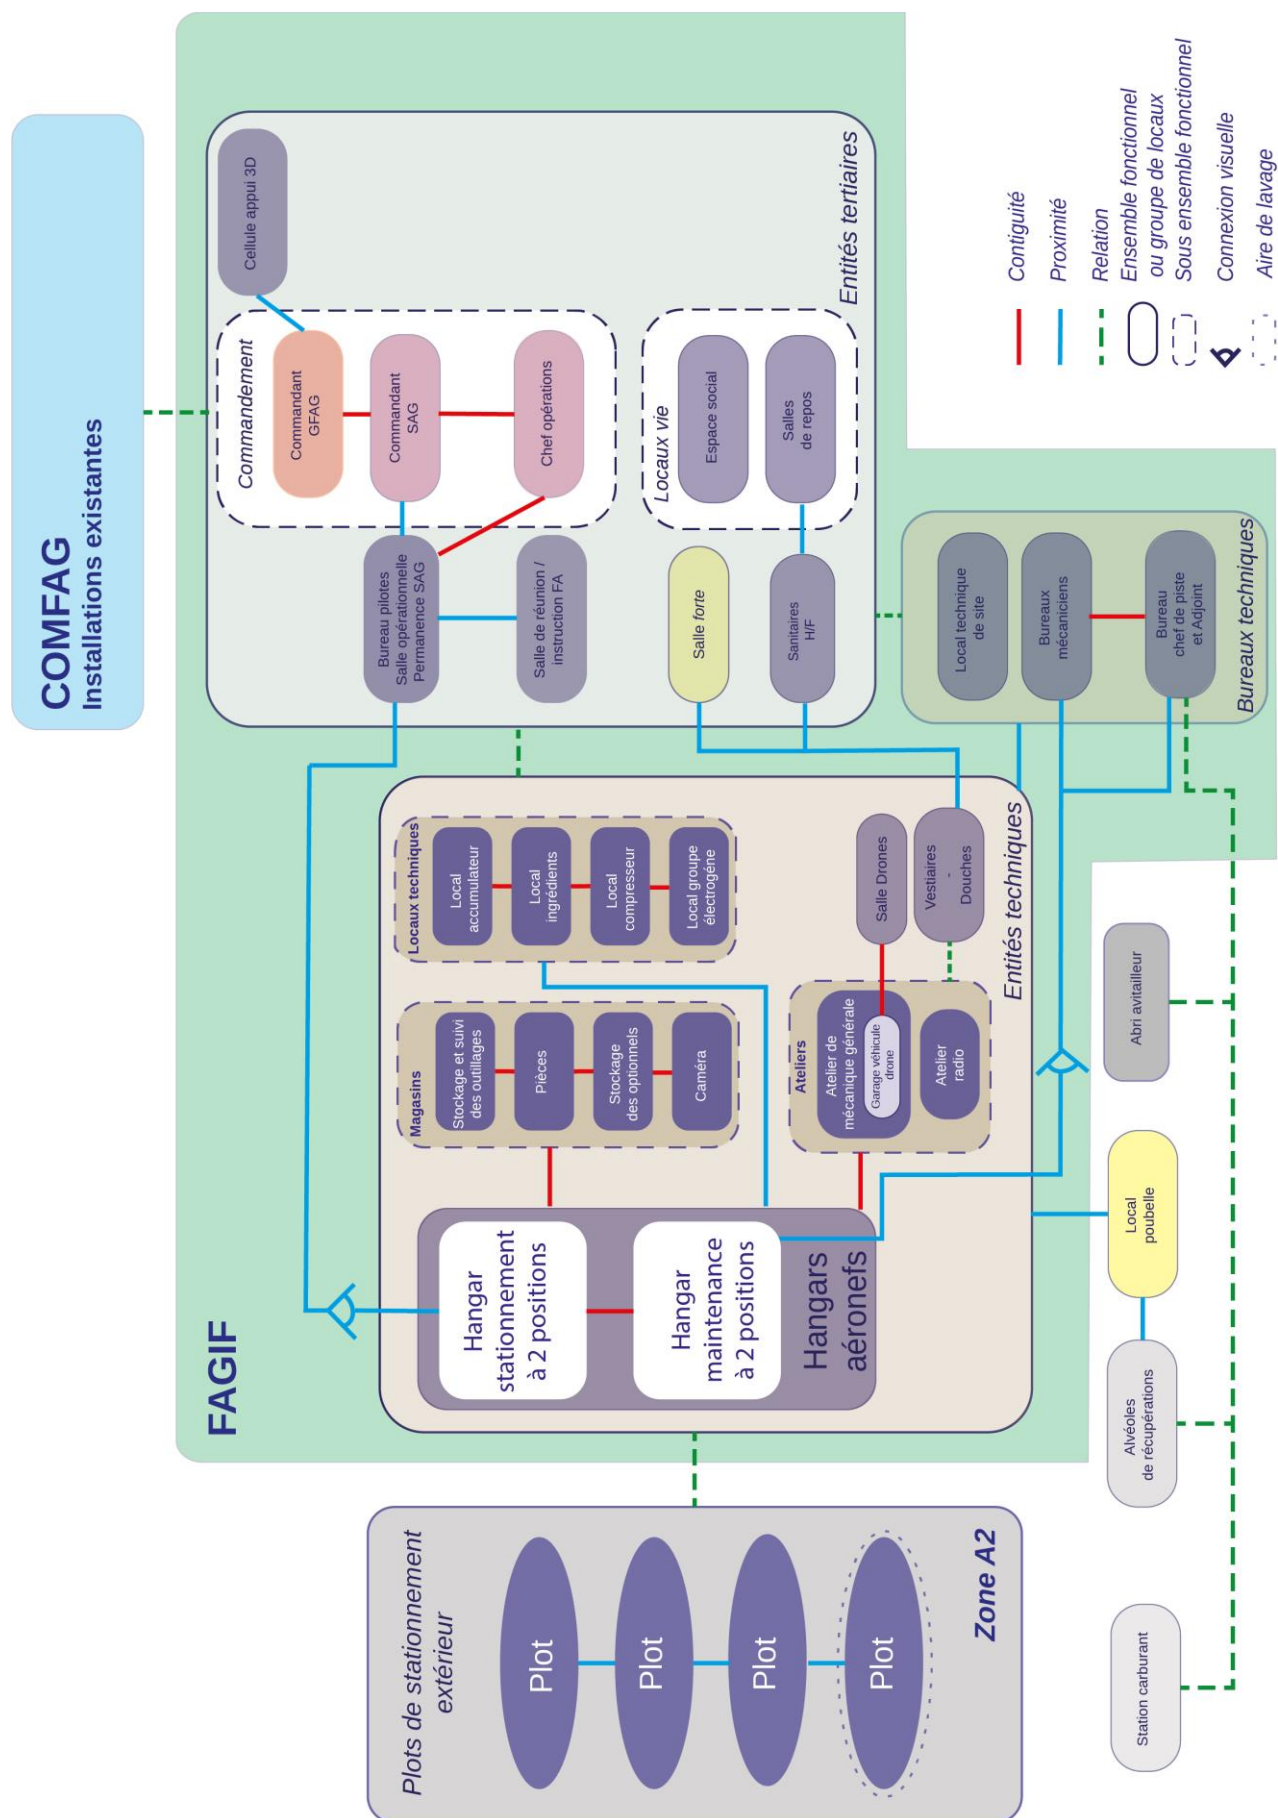 COMFAG
Installations existantes
FAGIF
Cellule appui 3D
Commandement
Commandant
GFAG
Commandant
SAG
Chef opérations
Bureau pilotes
Salle opérationnelle
Permanence SAG
Salle de réunion /
instruction FA
Locaux vie
Espace social
Salles
de repos
Salle forte
Sanitaires
H/F
Entités tertiaires
Local technique
de site
Bureaux
mécaniciens
Bureau
chef de piste
et Adjoint
Bureaux techniques
Locaux techniques
Local
accumulateur
Local
ingrédients
Local
compresseur
Local groupe
électrogène
Magasins
Stockage et suivi
des outillages
Pièces
Stockage
des optionnels
Caméra
Salle Drones
Vestiaires
-
Douches
Ateliers
Atelier de
mécanique générale
Garage véhicule
drone
Atelier
radio
Entités techniques
Hangar
stationnement
à 2 positions
Hangar
maintenance
à 2 positions
Hangars
aéronefs
Plots de stationnement
extérieur
Plot
Plot
Plot
Plot
Zone A2
Abri avitailleur
Local
poubelle
Alvéoles
de récupérations
Station carburant
Contiguité
Proximité
Relation
Ensemble fonctionnel
ou groupe de locaux
Sous ensemble fonctionnel
Connexion visuelle
Aire de lavage